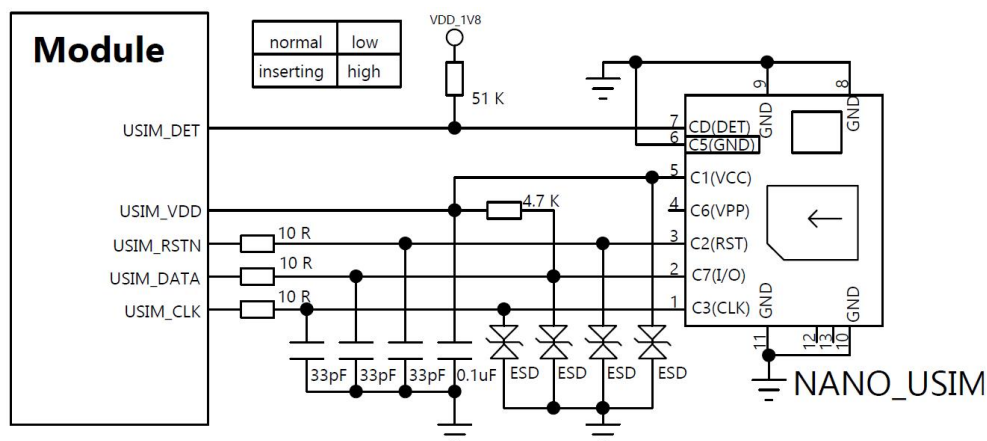 Module
normal low
inserting high
VDD_1V8
51 K
USIM_DET
USIM_VDD
USIM_RSTN
USIM_DATA
USIM_CLK
4.7 K
10 R
10 R
10 R
33pF 33pF 33pF 0.1uF
ESD ESD ESD ESD
9 GND
8 GND
7 CD(DET)
6 C5(GND)
5 C1(VCC)
4 C6(VPP)
3 C2(RST)
2 C7(I/O)
1 C3(CLK)
GND GND
11 12 13 10
NANO_USIM